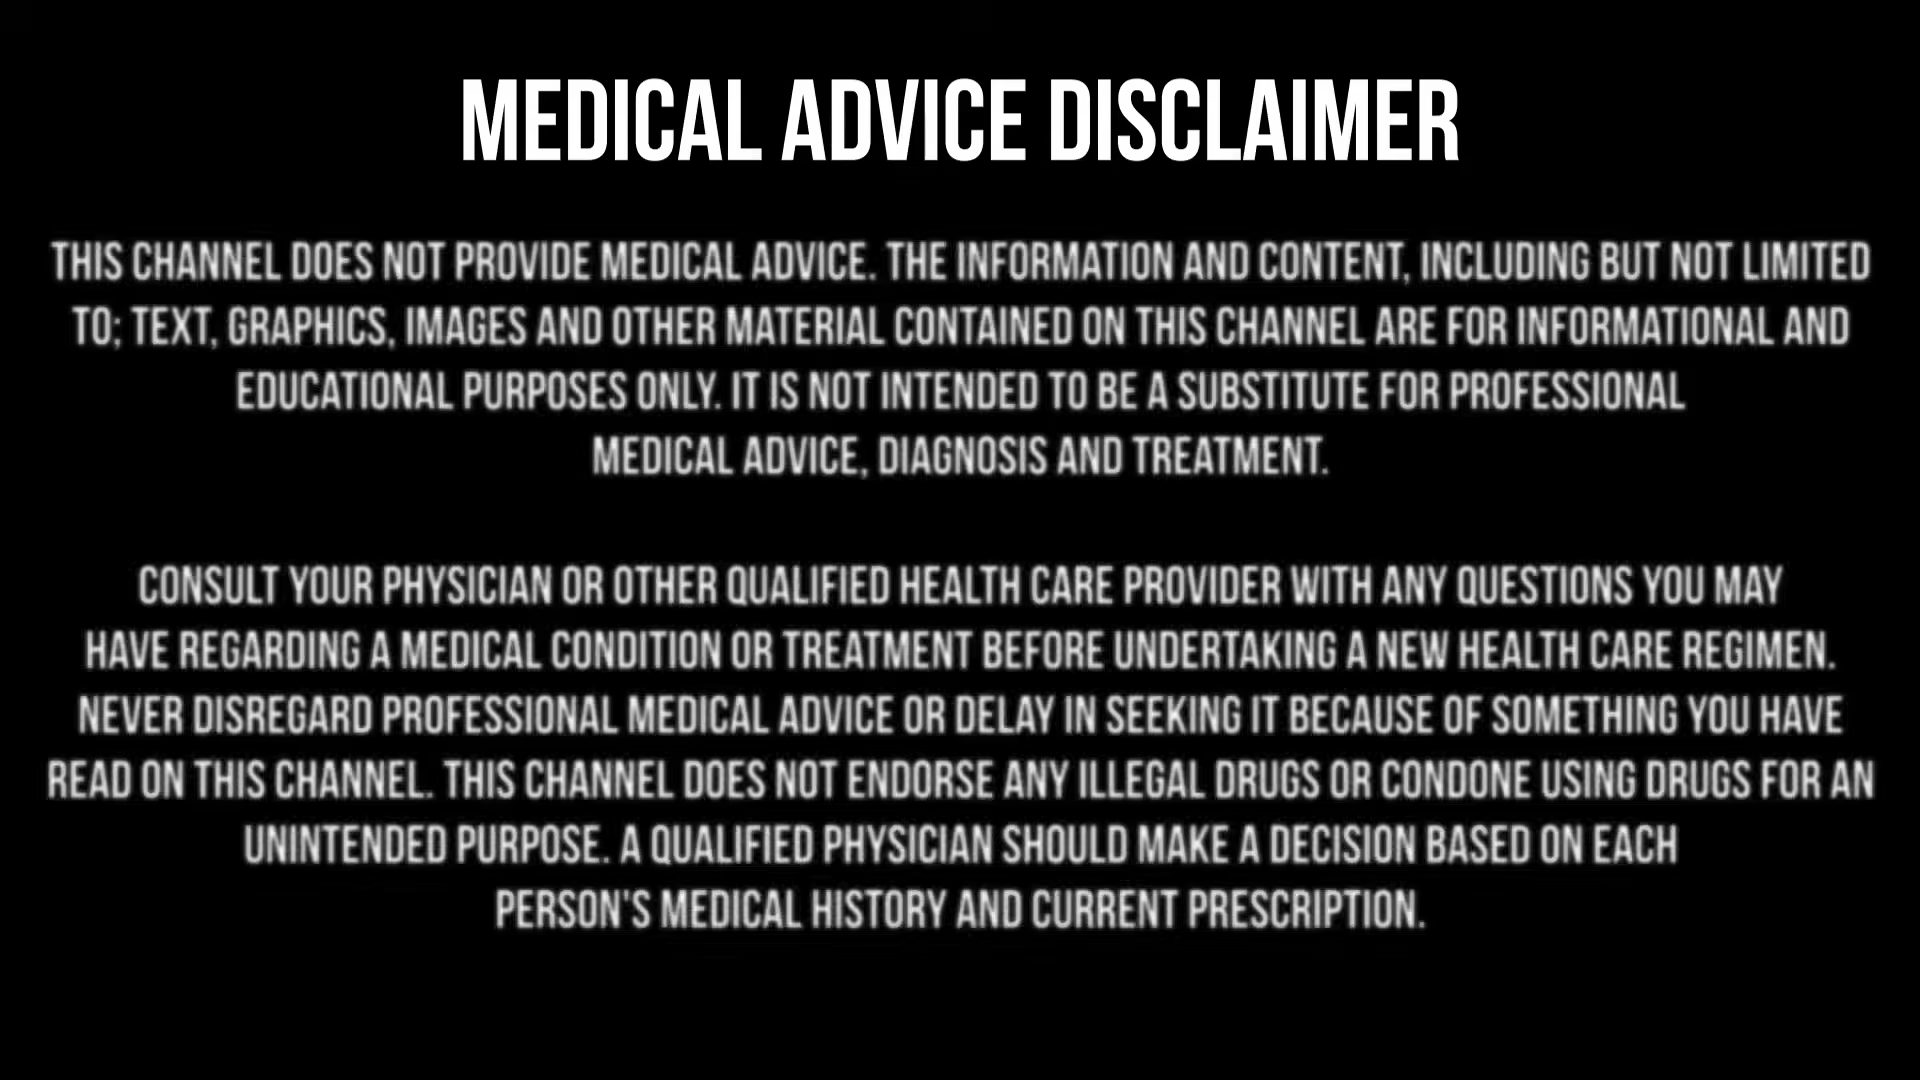 MEDICAL ADVICE DISCLAIMER
THIS CHANNEL DOES NOT PROVIDE MEDICAL ADVICE. THE INFORMATION AND CONTENT, INCLUDING BUT NOT LIMITED
TO; TEXT, GRAPHICS, IMAGES AND OTHER MATERIAL CONTAINED ON THIS CHANNEL ARE FOR INFORMATIONAL AND
EDUCATIONAL PURPOSES ONLY. IT IS NOT INTENDED TO BE A SUBSTITUTE FOR PROFESSIONAL
MEDICAL ADVICE, DIAGNOSIS AND TREATMENT.
CONSULT YOUR PHYSICIAN OR OTHER QUALIFIED HEALTH CARE PROVIDER WITH ANY QUESTIONS YOU MAY
HAVE REGARDING A MEDICAL CONDITION OR TREATMENT BEFORE UNDERTAKING A NEW HEALTH CARE REGIMEN.
NEVER DISREGARD PROFESSIONAL MEDICAL ADVICE OR DELAY IN SEEKING IT BECAUSE OF SOMETHING YOU HAVE
READ ON THIS CHANNEL. THIS CHANNEL DOES NOT ENDORSE ANY ILLEGAL DRUGS OR CONDONE USING DRUGS FOR AN
UNINTENDED PURPOSE. A QUALIFIED PHYSICIAN SHOULD MAKE A DECISION BASED ON EACH
PERSON'S MEDICAL HISTORY AND CURRENT PRESCRIPTION.